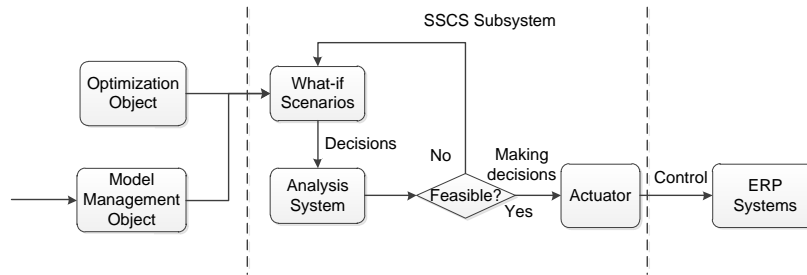 SSCS Subsystem
Optimization
Object
What-if
Scenarios
Decisions
No
Making
decisions
Model
Management
Object
Analysis
System
Feasible?
Yes
Actuator
Control
ERP
Systems